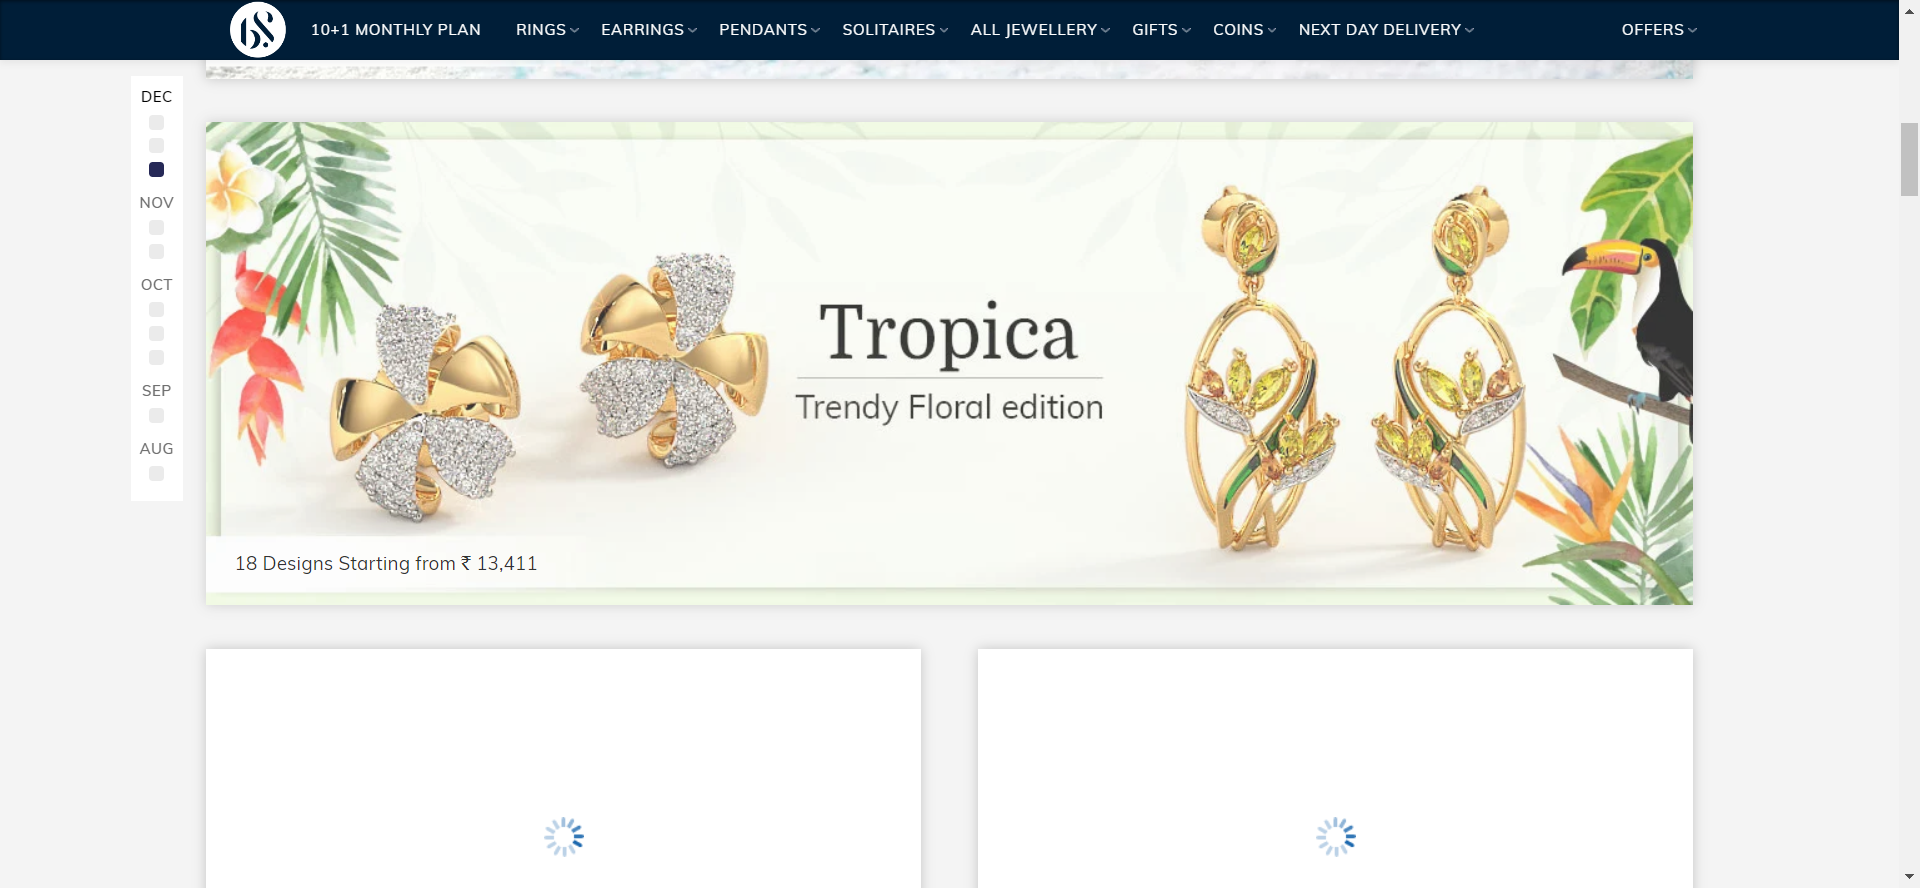 10+1 MONTHLY PLAN RINGS EARRINGS PENDANTS SOLITAIRES ALL JEWELLERY GIFTS COINS NEXT DAY DELIVERY OFFERS
DEC
NOV
OCT
SEP
AUG
Tropica
Trendy Floral edition
18 Designs Starting from ₹ 13,411